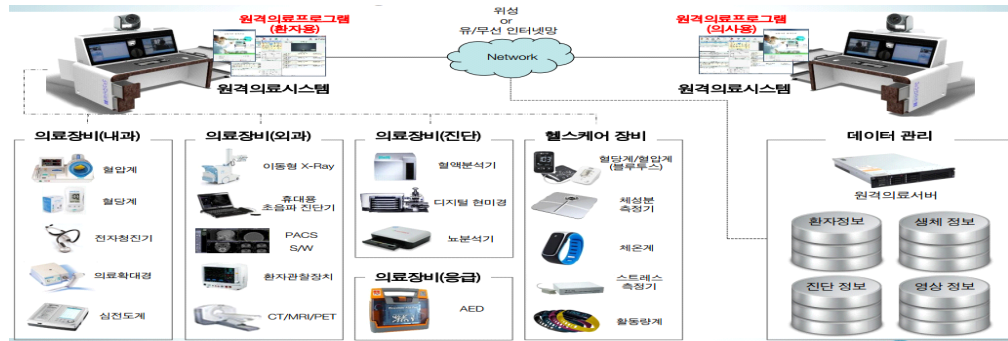 원격의료프로그램
(환자용)
원격의료시스템
위성
or
유/무선 인터넷망
Network
원격의료프로그램
(의사용)
원격의료시스템
의료장비(내과)
혈압계
혈당계
전자청진기
의료확대경
심전도계
의료장비(외과)
이동형 X-Ray
휴대용
초음파 진단기
PACS
S/W
환자관찰장치
CT/MRI/PET
의료장비(진단)
혈액분석기
디지털 현미경
뇨분석기
의료장비(응급)
AED
헬스케어 장비
혈당계/혈압계
(블루투스)
체성분
측정기
체온계
스트레스
측정기
활동량계
데이터 관리
원격의료서버
환자정보
생체 정보
진단 정보
영상 정보